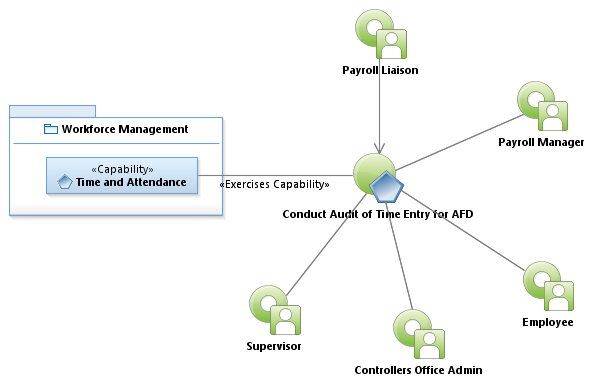 Payroll Liaison
Workforce Management
Payroll Manager
«Capability»
Time and Attendance
«Exercises Capability»
Conduct Audit of Time Entry for AFD
Employee
Supervisor
Controllers Office Admin